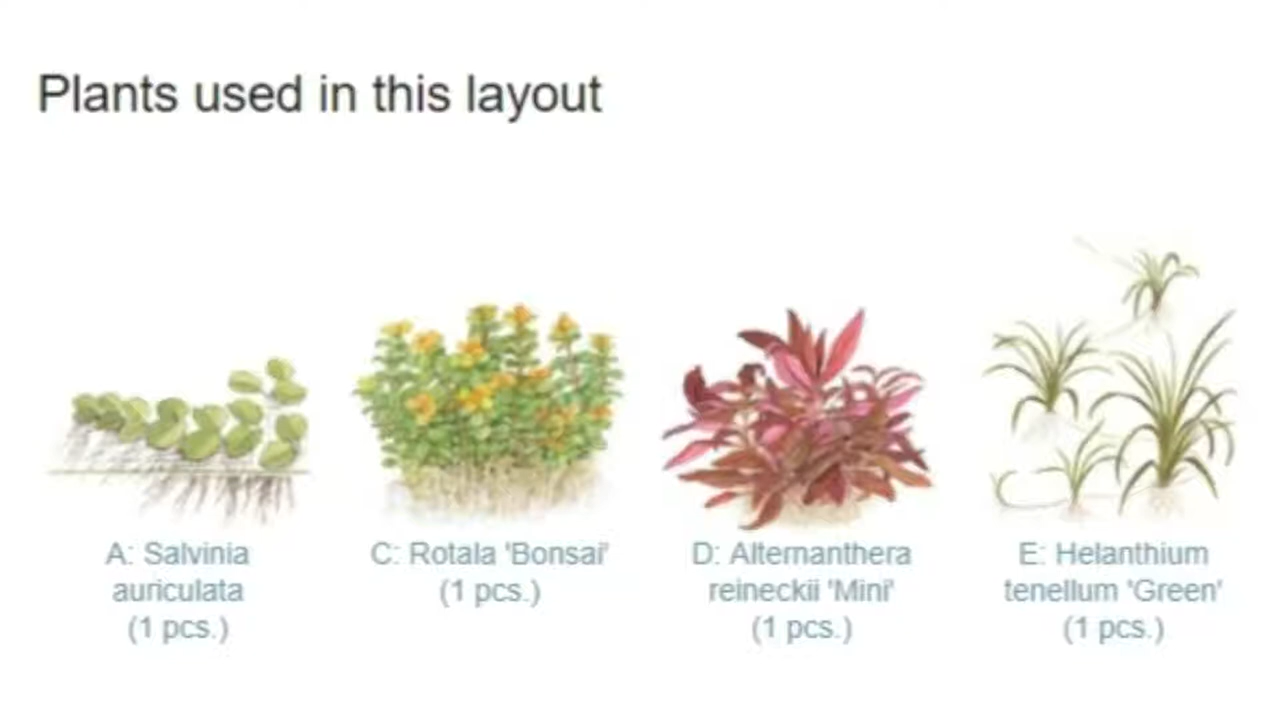 Plants used in this layout
A: Salvinia
auriculata
(1 pcs.)
C: Rotala 'Bonsai'
(1 pcs.)
D: Alternanthera
reineckii 'Mini'
(1 pcs.)
E: Helanthium
tenellum 'Green'
(1 pcs.)